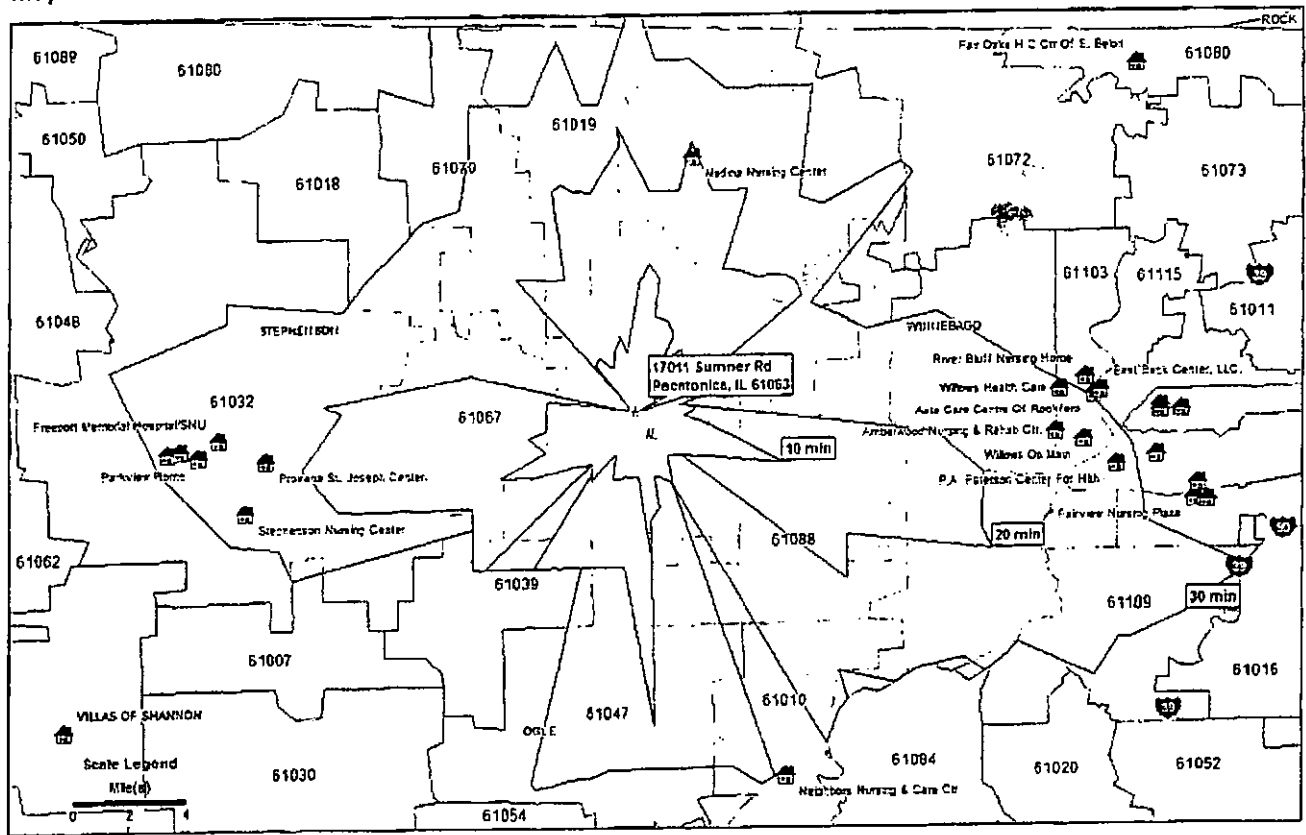 ROCK
61089
61080
Fair Oaks H C Ctr Of S. Beloit
61080
61050
61019
61018
61070
Medina Nursing Center
61072
61073
61103
61115
61011
61048
STEPHENSON
WINNEBAGO
17011 Sumner Rd
Pecatonica, IL 61063
River Bluff Nursing Home
East Bank Center, LLC.
61032
61067
Willows Health Care
Freeport Memorial Hospital/SNU
Alta Care Centre Of Rockford
Amberwood Nursing & Rehab Ctr.
10 min
Willows On Main
Parkview Home
Provena St. Joseph Center
P.A. Peterson Center For Hlth
Stephenson Nursing Center
Fairview Nursing Plaza
61088
20 min
61062
61039
61109
30 min
61007
61016
61010
VILLAS OF SHANNON
61047
OGLE
Scale Legend
Mile(s)
0 2 4
61030
61084
61020
61052
Neighbors Nursing & Care Ctr
61054